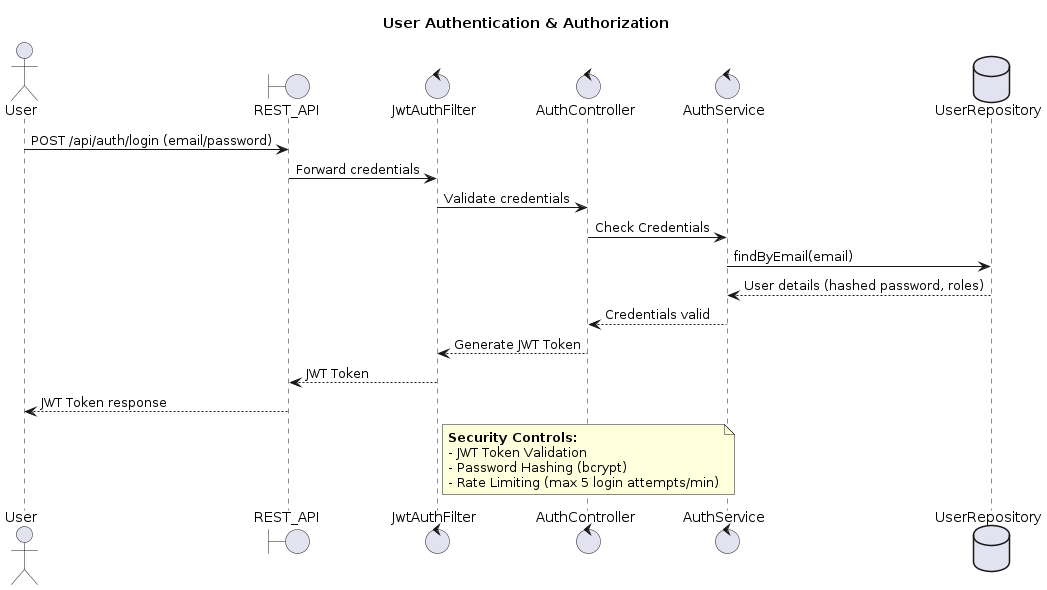 User Authentication & Authorization
User
REST_API
JwtAuthFilter
AuthController
AuthService
UserRepository
POST /api/auth/login (email/password)
Forward credentials
Validate credentials
Check Credentials
findByEmail(email)
User details (hashed password, roles)
Credentials valid
Generate JWT Token
JWT Token
JWT Token response
Security Controls:
- JWT Token Validation
- Password Hashing (bcrypt)
- Rate Limiting (max 5 login attempts/min)
User
REST_API
JwtAuthFilter
AuthController
AuthService
UserRepository